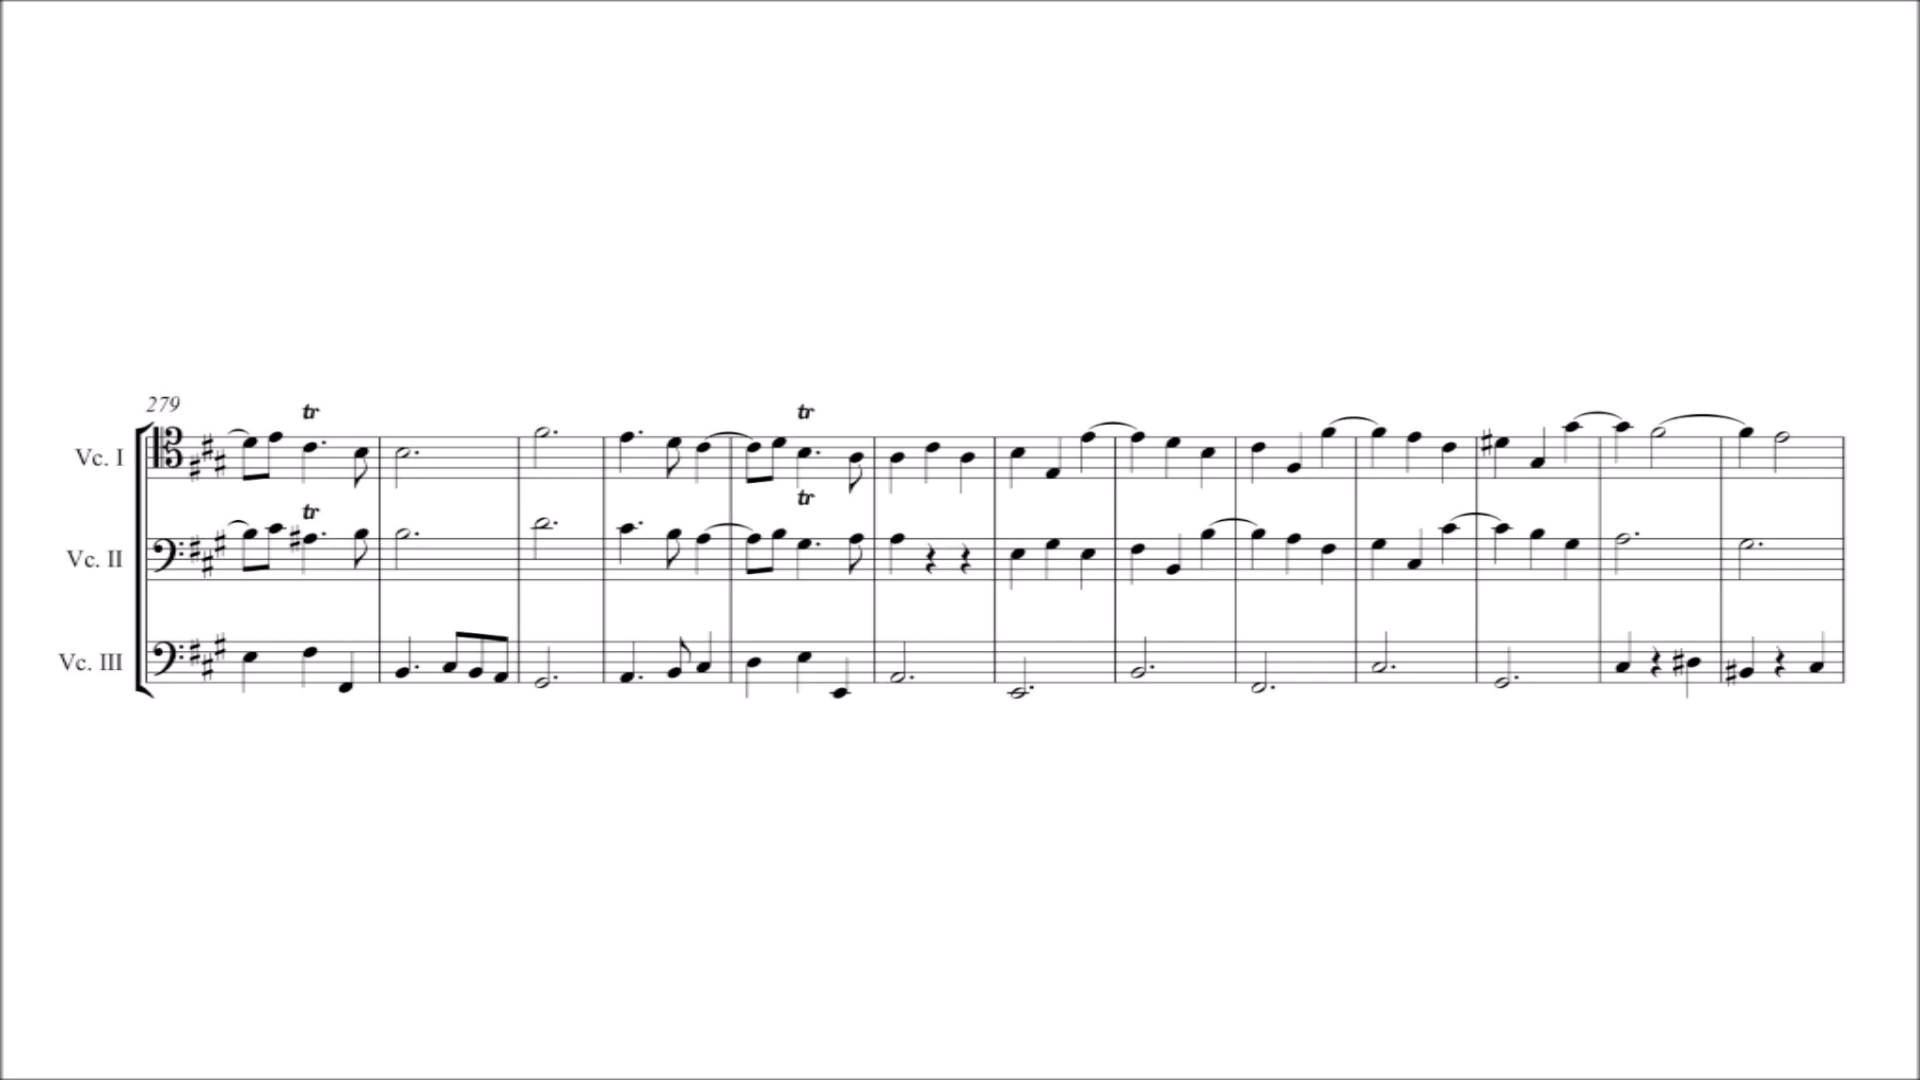 279
tr tr
Vc. I
tr tr
Vc. II
Vc. III